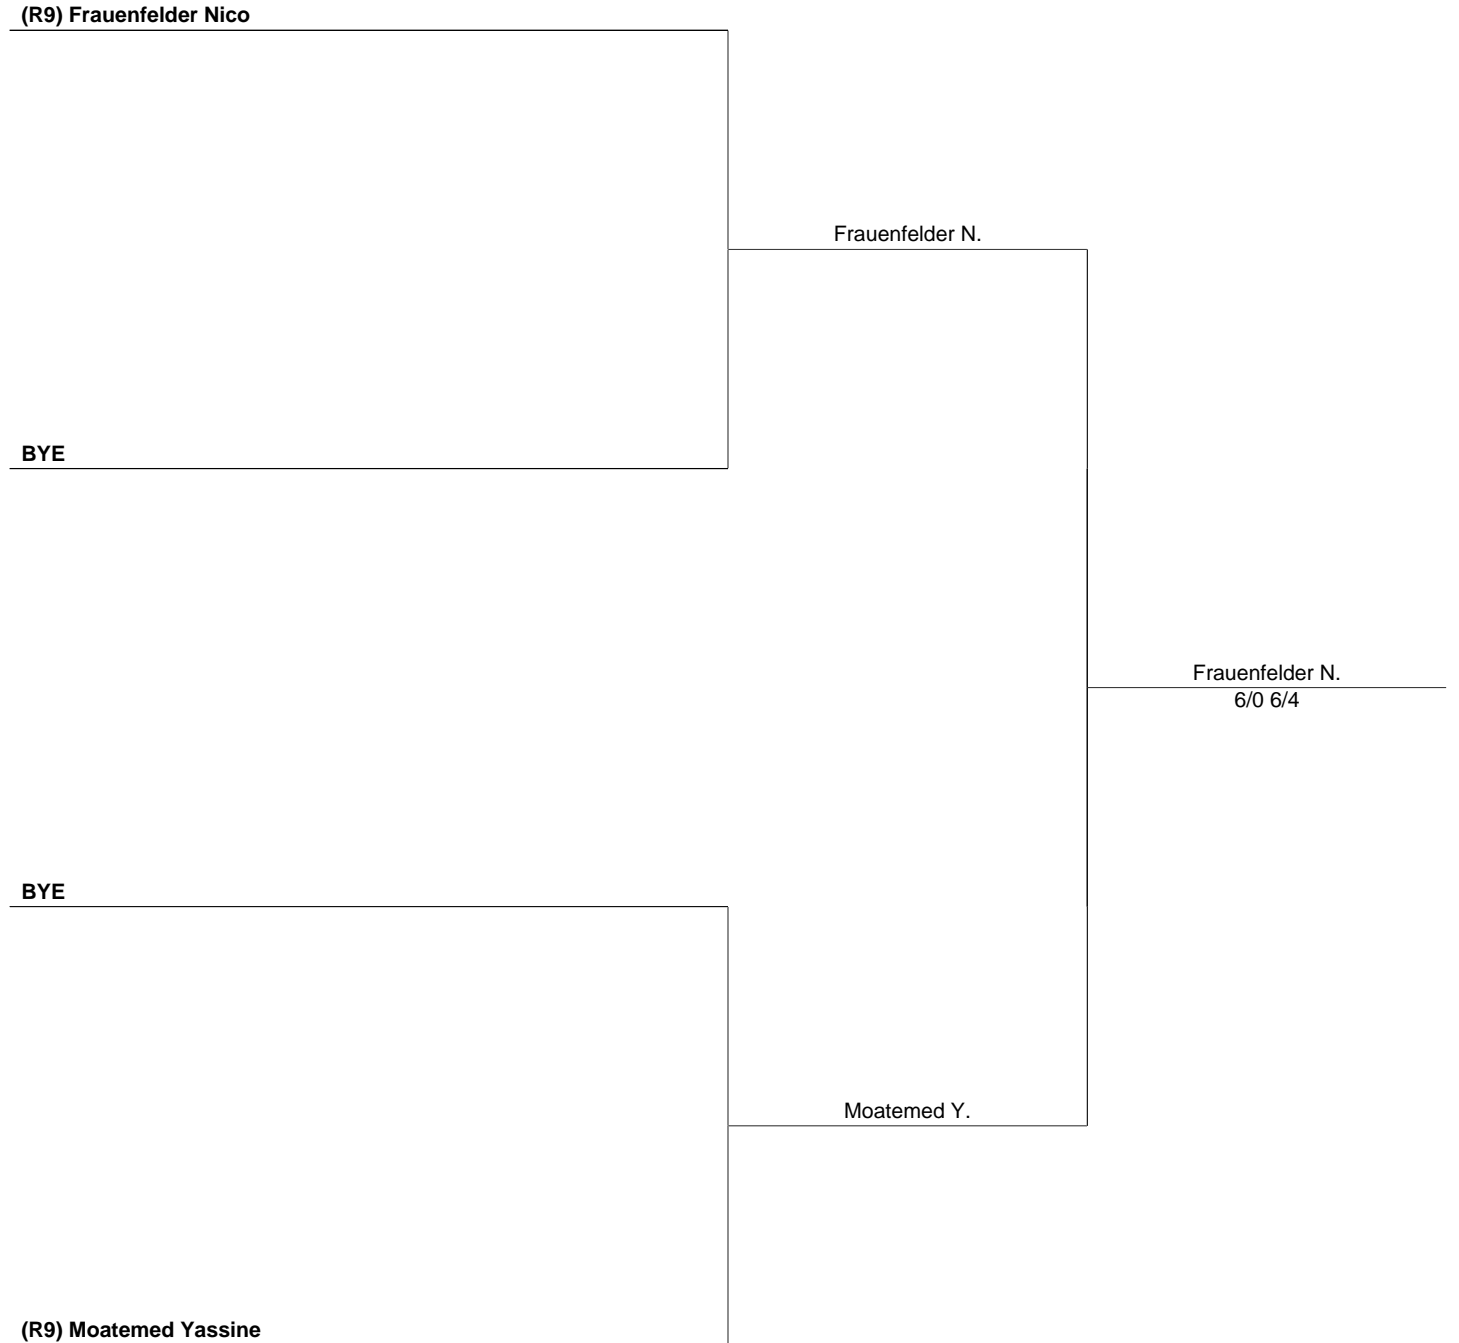 (R9) Frauenfelder Nico
Frauenfelder N.
BYE
Frauenfelder N.
6/0 6/4
BYE
Moatemed Y.
(R9) Moatemed Yassine